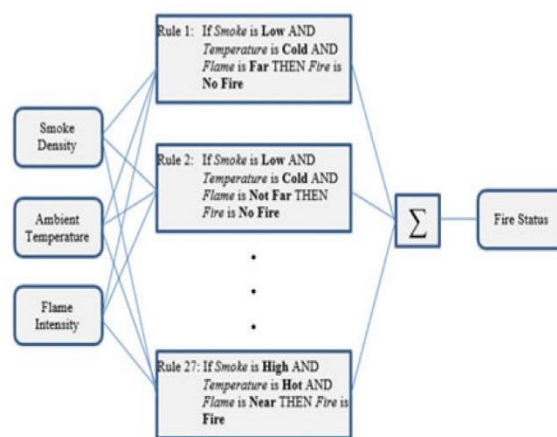 Rule 1: If Smoke is Low AND
Temperature is Cold AND
Flame is Far THEN Fire is
No Fire
Smoke
Density
Rule 2: If Smoke is Low AND
Temperature is Cold AND
Flame is Not Far THEN
Fire is No Fire
Ambient
Temperature
∑
Fire Status
Flame
Intensity
Rule 27: If Smoke is High AND
Temperature is Hot AND
Flame is Near THEN Fire is
Fire